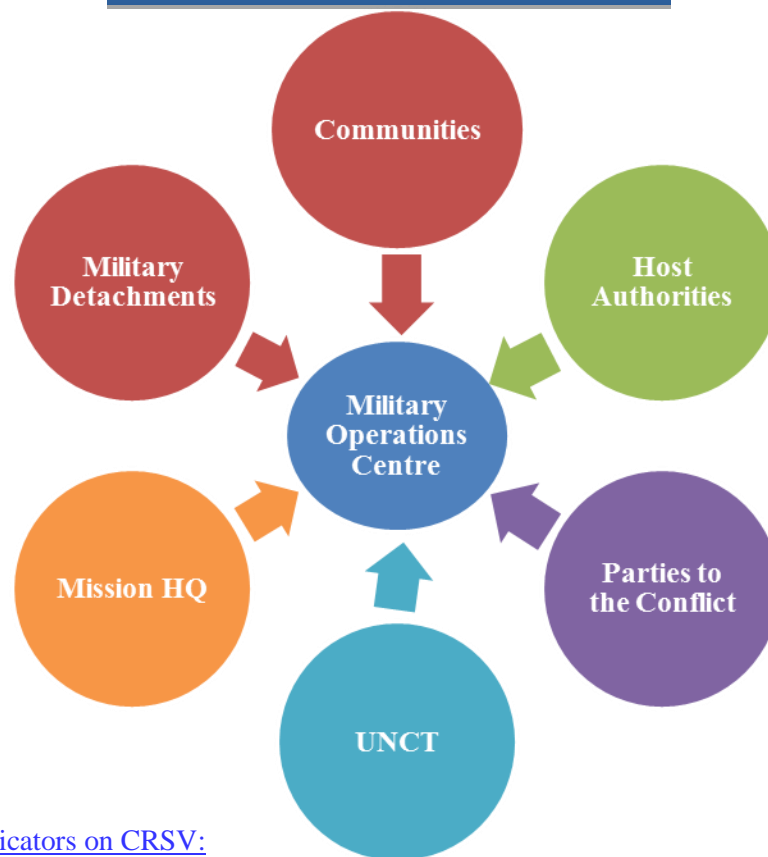 Communities
Military
Detachments
Host
Authorities
Military
Operations
Centre
Mission HQ
Parties to
the Conflict
UNCT
icators on CRSV: